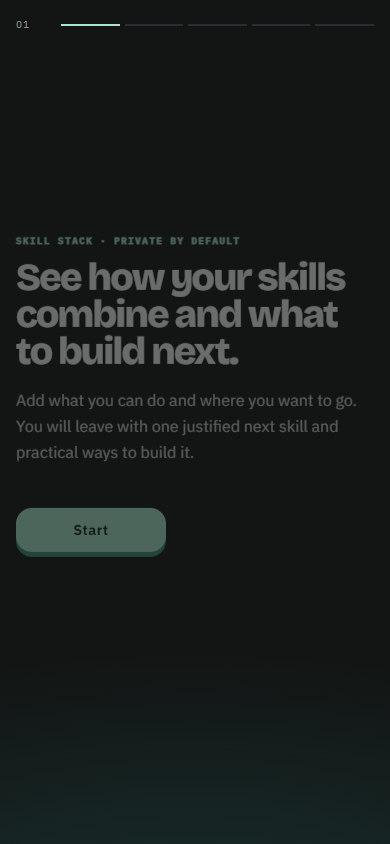 01
SKILL STACK · PRIVATE BY DEFAULT
See how your skills
combine and what
to build next.
Add what you can do and where you want to go.
You will leave with one justified next skill and
practical ways to build it.
Start